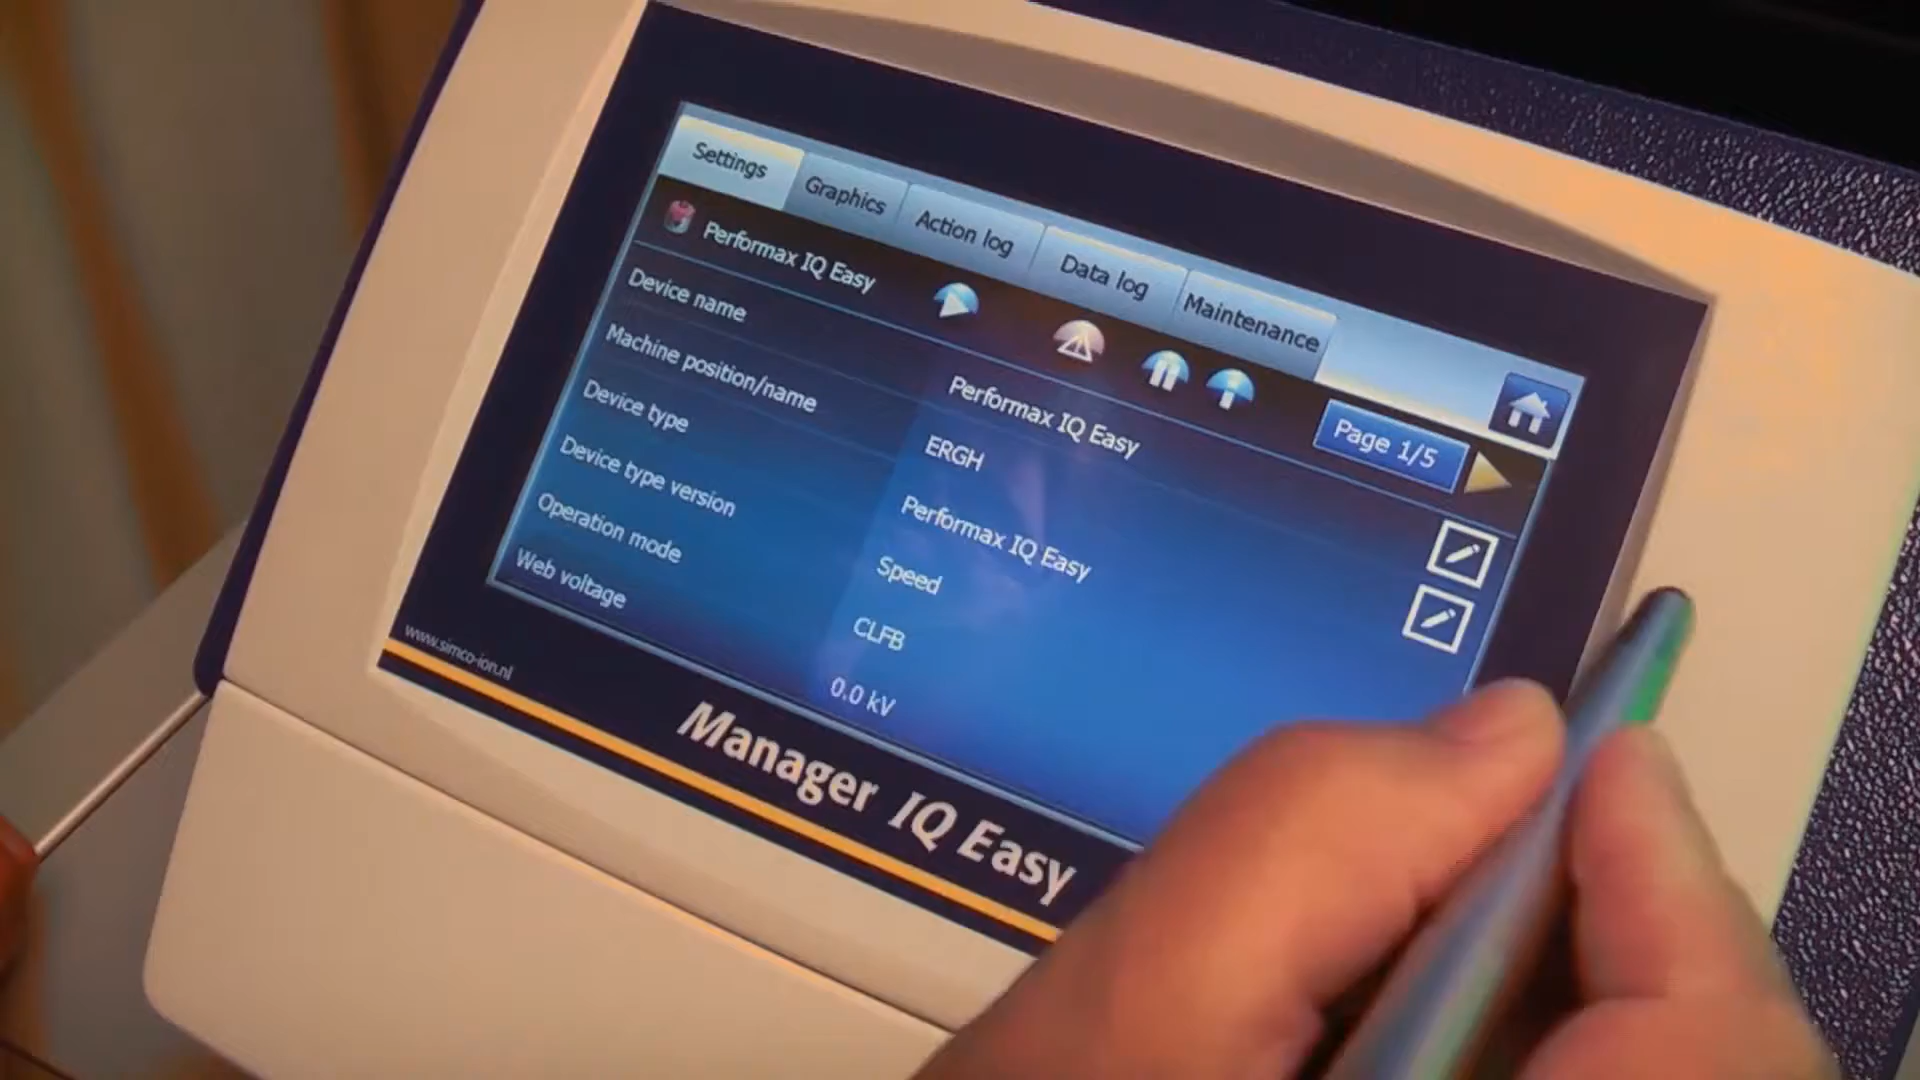 Settings Graphics Action log Data log Maintenance
Performax IQ Easy
Page 1/5
Device name Performax IQ Easy
Machine position/name ERGH
Device type Performax IQ Easy
Device type version Speed
Operation mode CLFB
Web voltage 0.0 kV
www.simco-ion.nl
Manager IQ Easy